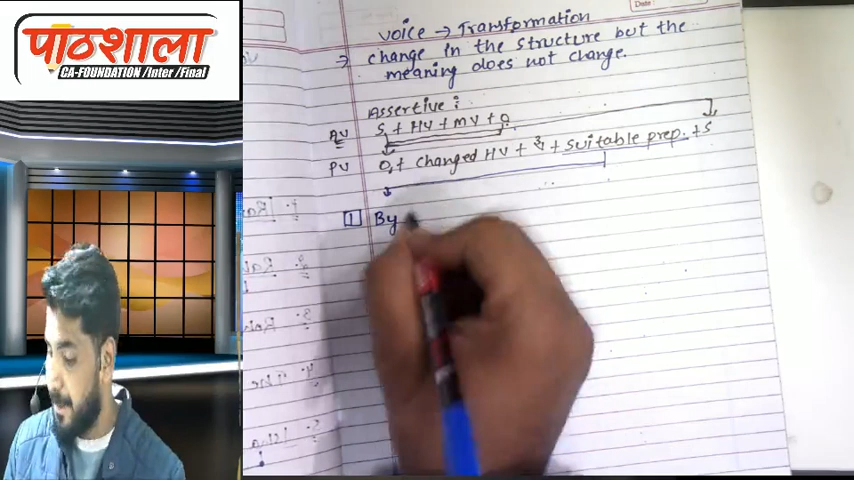 पाठशाला
CA-FOUNDATION/Inter/Final
Date :
voice → Transformation
→ change in the structure but the
meaning does not change.
Assertive :
AV S + HV + MV + O.
PV O + changed HV + V3 + suitable prep. + S
1 By